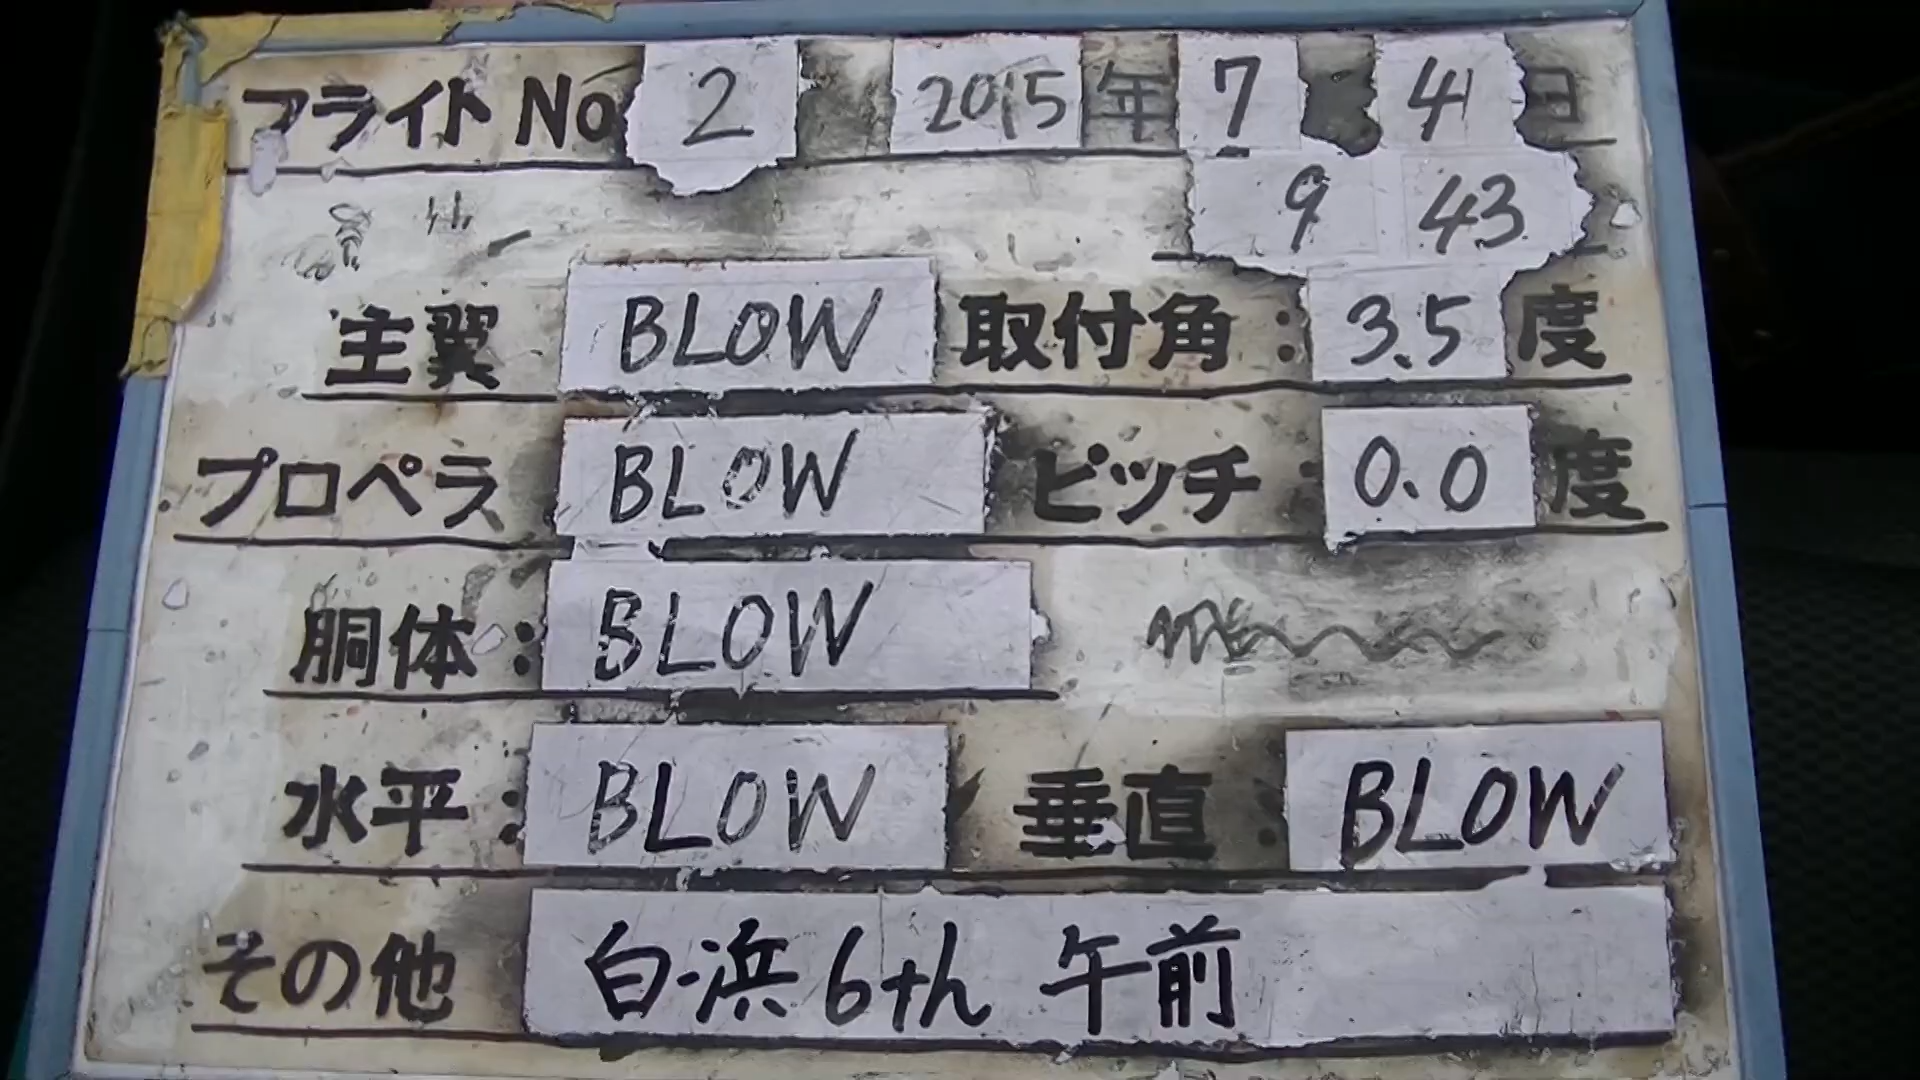 フライトNo 2 2015年 7 4日
9 43
主翼 BLOW 取付角: 3.5度
プロペラ BLOW ピッチ: 0.0度
胴体: BLOW
水平: BLOW 垂直: BLOW
その他 白浜6th 午前